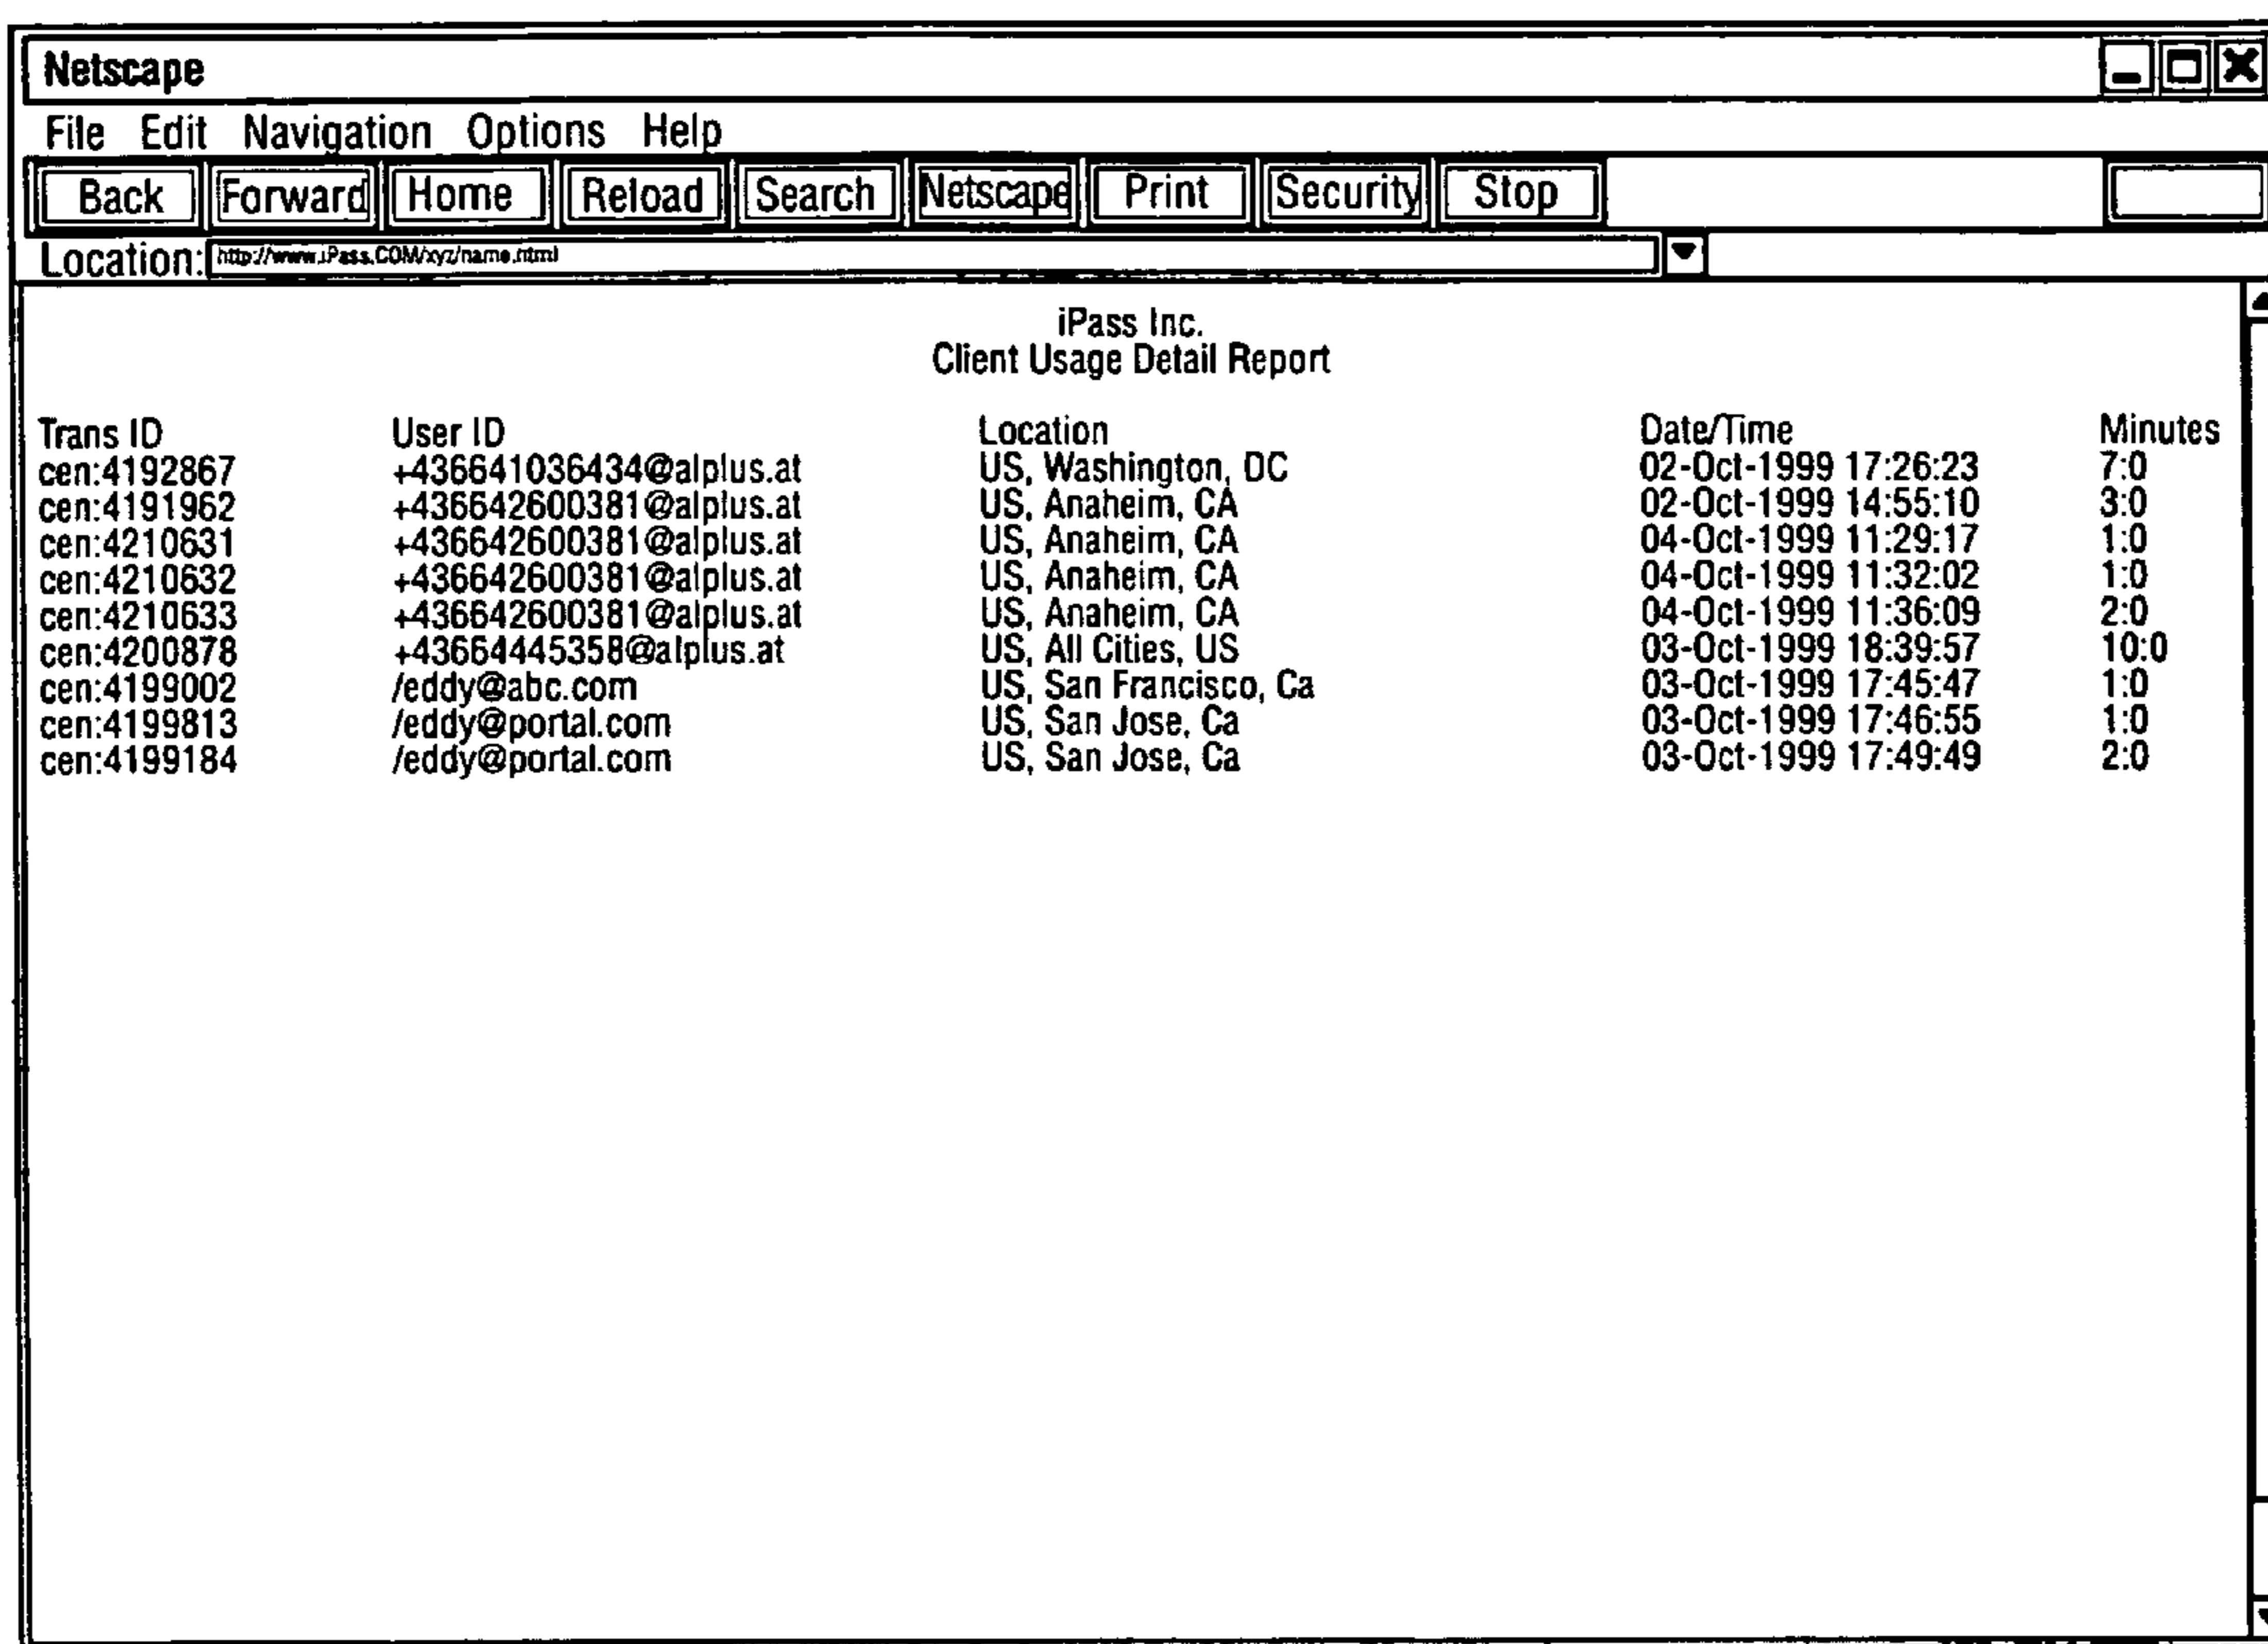 Netscape
File Edit Navigation Options Help
Back Forward Home Reload Search Netscape Print Security Stop
Location: http://www.iPass.COM/xyz/name.html
iPass Inc.
Client Usage Detail Report
Trans ID User ID Location Date/Time Minutes
cen:4192867 +436641036434@alplus.at US, Washington, DC 02-Oct-1999 17:26:23 7:0
cen:4191962 +436642600381@alplus.at US, Anaheim, CA 02-Oct-1999 14:55:10 3:0
cen:4210631 +436642600381@alplus.at US, Anaheim, CA 04-Oct-1999 11:29:17 1:0
cen:4210632 +436642600381@alplus.at US, Anaheim, CA 04-Oct-1999 11:32:02 1:0
cen:4210633 +436642600381@alplus.at US, Anaheim, CA 04-Oct-1999 11:36:09 2:0
cen:4200878 +43664445358@alplus.at US, All Cities, US 03-Oct-1999 18:39:57 10:0
cen:4199002 /eddy@abc.com US, San Francisco, Ca 03-Oct-1999 17:45:47 1:0
cen:4199813 /eddy@portal.com US, San Jose, Ca 03-Oct-1999 17:46:55 1:0
cen:4199184 /eddy@portal.com US, San Jose, Ca 03-Oct-1999 17:49:49 2:0